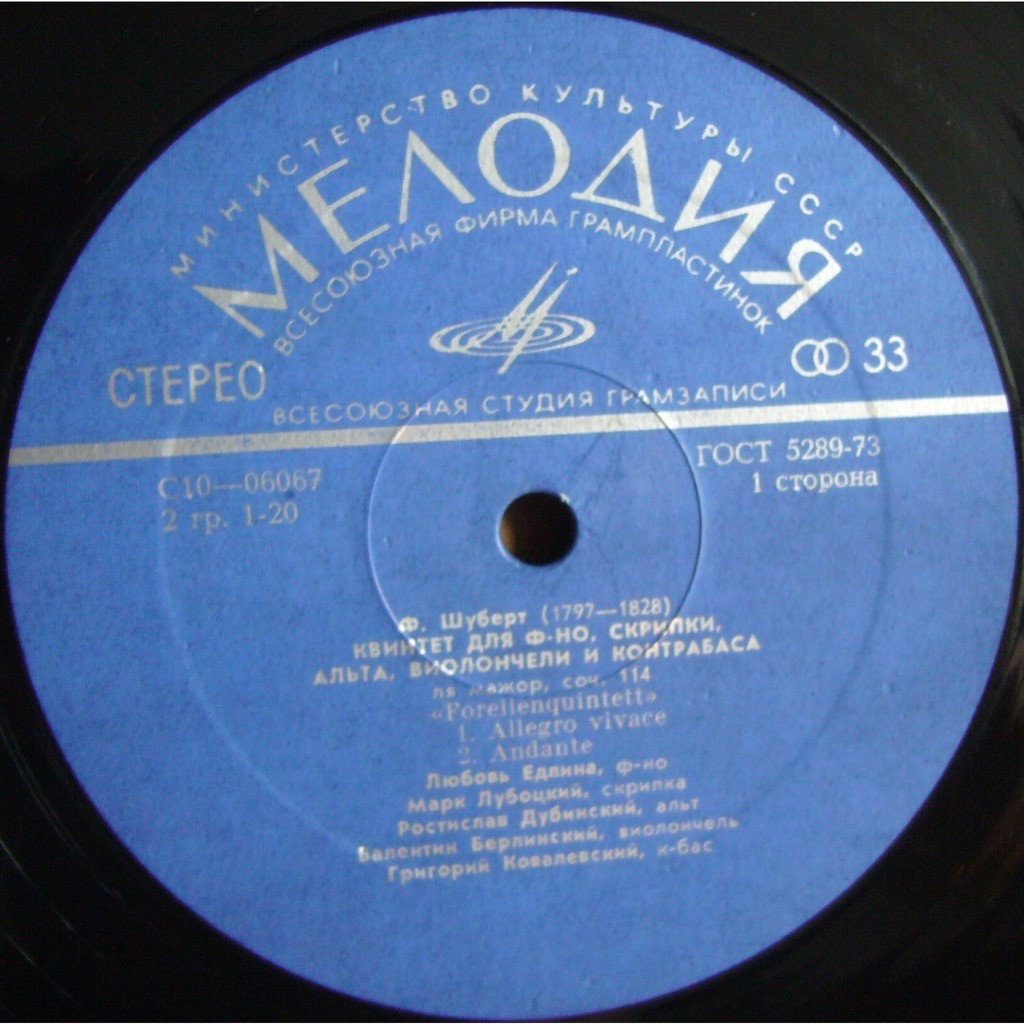 МИНИСТЕРСТВО КУЛЬТУРЫ СССР
МЕЛОДИЯ
ВСЕСОЮЗНАЯ ФИРМА ГРАМПЛАСТИНОК
СТЕРЕО
33
ВСЕСОЮЗНАЯ СТУДИЯ ГРАМЗАПИСИ
С10—06067
2 гр. 1-20
ГОСТ 5289-73
1 сторона
Ф. Шуберт (1797—1828)
КВИНТЕТ ДЛЯ Ф-НО, СКРИПКИ,
АЛЬТА, ВИОЛОНЧЕЛИ И КОНТРАБАСА
ля мажор, соч. 114
«Forellenquintett»
1. Allegro vivace
2. Andante
Любовь Едлина, ф-но
Марк Лубоцкий, скрипка
Ростислав Дубинский, альт
Валентин Берлинский, виолончель
Григорий Ковалевский, к-бас